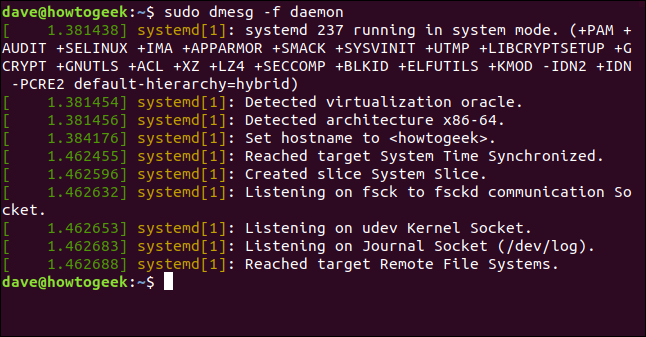 dave@howtogeek:~$ sudo dmesg -f daemon
[    1.381438] systemd[1]: systemd 237 running in system mode. (+PAM +
AUDIT +SELINUX +IMA +APPARMOR +SMACK +SYSVINIT +UTMP +LIBCRYPTSETUP +G
CRYPT +GNUTLS +ACL +XZ +LZ4 +SECCOMP +BLKID +ELFUTILS +KMOD -IDN2 +IDN
 -PCRE2 default-hierarchy=hybrid)
[    1.381454] systemd[1]: Detected virtualization oracle.
[    1.381456] systemd[1]: Detected architecture x86-64.
[    1.384176] systemd[1]: Set hostname to <howtogeek>.
[    1.462455] systemd[1]: Reached target System Time Synchronized.
[    1.462596] systemd[1]: Created slice System Slice.
[    1.462632] systemd[1]: Listening on fsck to fsckd communication So
cket.
[    1.462653] systemd[1]: Listening on udev Kernel Socket.
[    1.462683] systemd[1]: Listening on Journal Socket (/dev/log).
[    1.462688] systemd[1]: Reached target Remote File Systems.
dave@howtogeek:~$